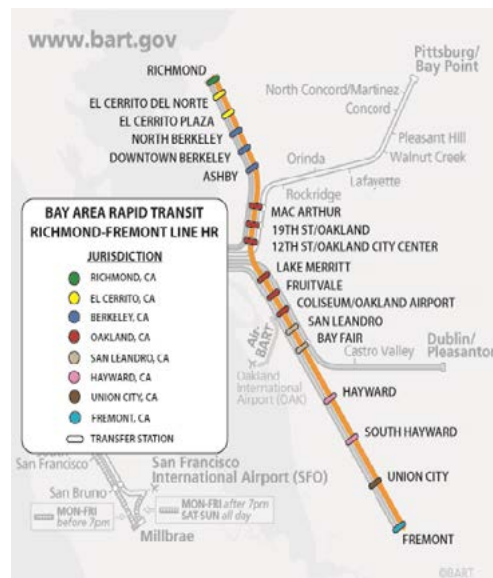 www.bart.gov
RICHMOND
EL CERRITO DEL NORTE
EL CERRITO PLAZA
NORTH BERKELEY
DOWNTOWN BERKELEY
ASHBY
Pittsburg/
Bay Point
North Concord/Martinez
Concord
Pleasant Hill
Walnut Creek
Lafayette
Orinda
Rockridge
MAC ARTHUR
19TH ST/OAKLAND
12TH ST/OAKLAND CITY CENTER
LAKE MERRITT
FRUITVALE
COLISEUM/OAKLAND AIRPORT
SAN LEANDRO
BAY FAIR
Castro Valley
Dublin/
Pleasanton
Air-
BART
Oakland
International
Airport (OAK)
HAYWARD
SOUTH HAYWARD
UNION CITY
FREMONT
BAY AREA RAPID TRANSIT
RICHMOND-FREMONT LINE HR
JURISDICTION
RICHMOND, CA
EL CERRITO, CA
BERKELEY, CA
OAKLAND, CA
SAN LEANDRO, CA
HAYWARD, CA
UNION CITY, CA
FREMONT, CA
TRANSFER STATION
South
San Francisco
San Bruno
San Francisco
International Airport (SFO)
MON-FRI
before 7pm
MON-FRI after 7pm
SAT-SUN all day
Millbrae
©BART